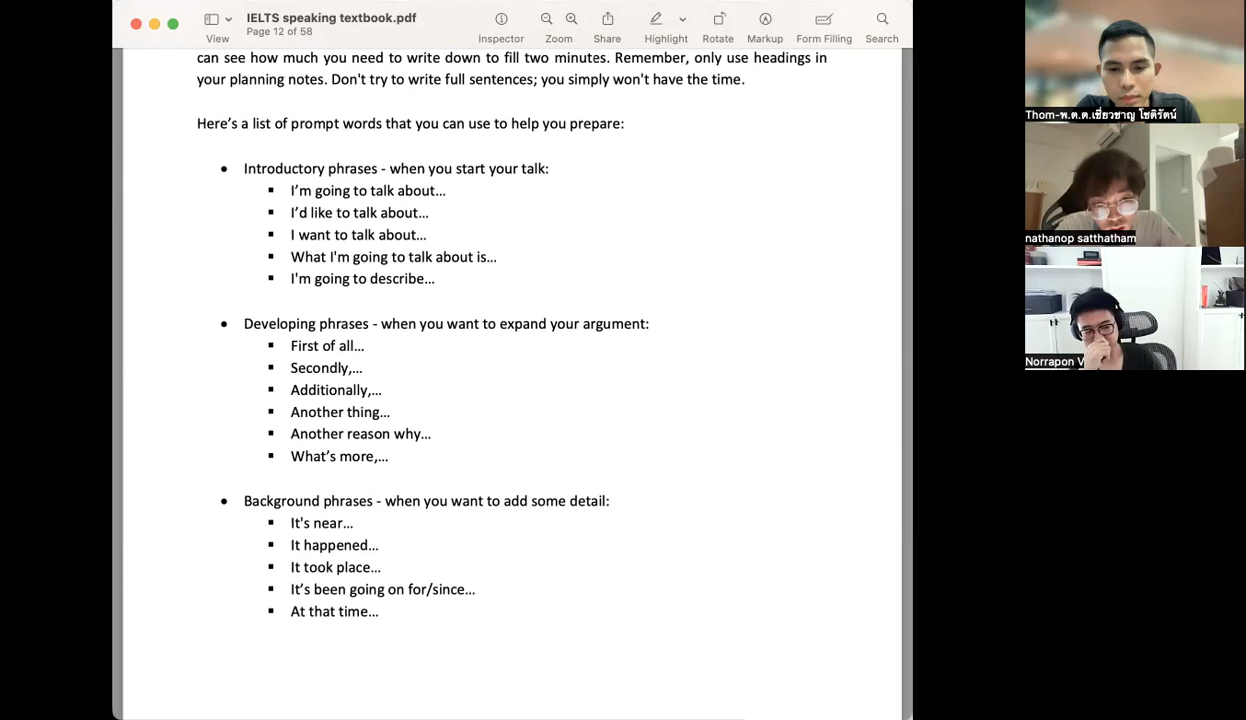 IELTS speaking textbook.pdf
Page 12 of 58
View
Inspector
Zoom
Share
Highlight
Rotate
Markup
Form Filling
Search
can see how much you need to write down to fill two minutes. Remember, only use headings in
your planning notes. Don't try to write full sentences; you simply won't have the time.
Here's a list of prompt words that you can use to help you prepare:
• Introductory phrases - when you start your talk:
▪ I'm going to talk about...
▪ I'd like to talk about...
▪ I want to talk about...
▪ What I'm going to talk about is...
▪ I'm going to describe...
• Developing phrases - when you want to expand your argument:
▪ First of all...
▪ Secondly,...
▪ Additionally,...
▪ Another thing...
▪ Another reason why...
▪ What's more,...
• Background phrases - when you want to add some detail:
▪ It's near...
▪ It happened...
▪ It took place...
▪ It's been going on for/since...
▪ At that time...
Thom-พ.ต.ต.เชี่ยวชาญ โชติรัตน์
nathanop satthatham
Norrapon V